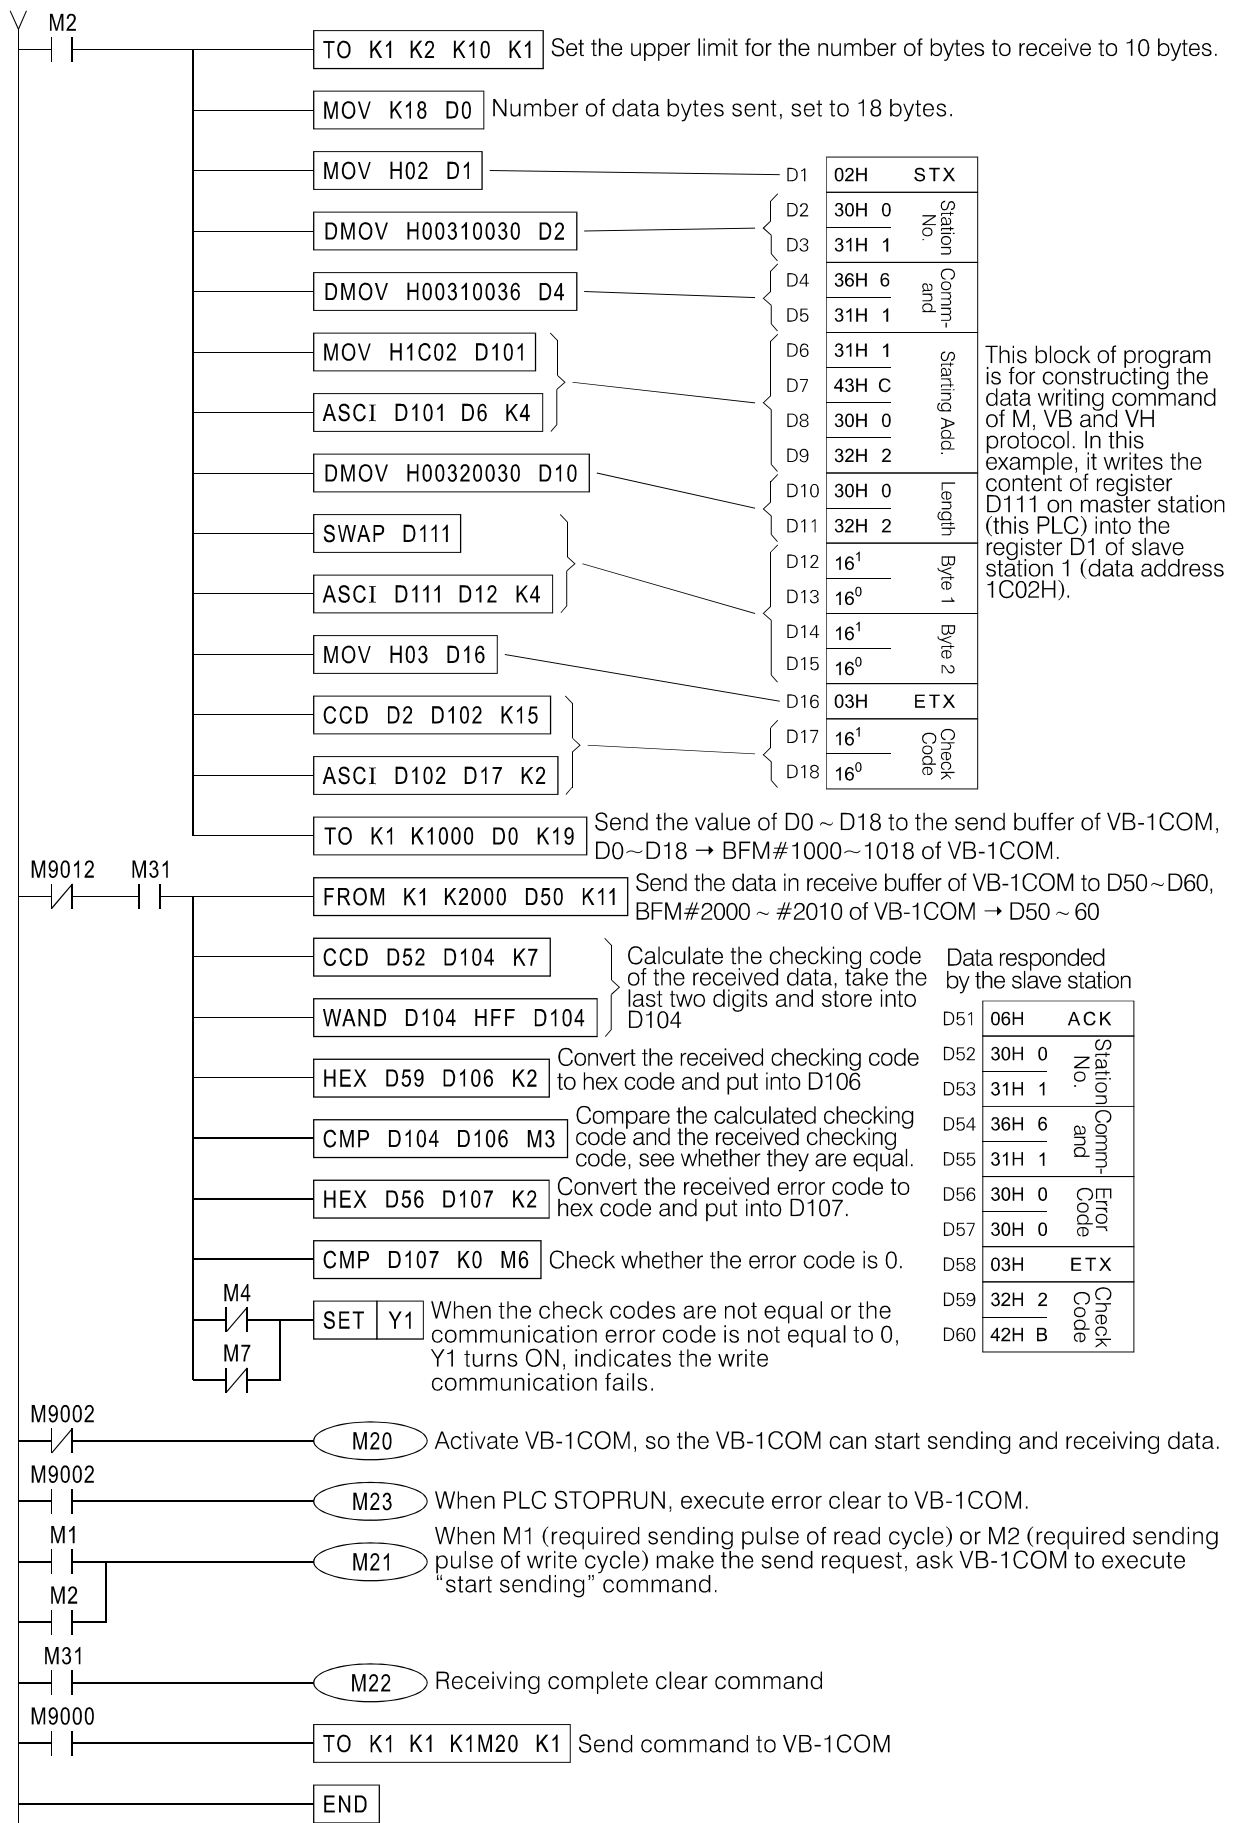 M2
TO K1 K2 K10 K1 Set the upper limit for the number of bytes to receive to 10 bytes.
MOV K18 D0 Number of data bytes sent, set to 18 bytes.
MOV H02 D1
DMOV H00310030 D2
DMOV H00310036 D4
MOV H1C02 D101
ASCI D101 D6 K4
DMOV H00320030 D10
SWAP D111
ASCI D111 D12 K4
MOV H03 D16
CCD D2 D102 K15
ASCI D102 D17 K2
D1 02H STX
D2 30H 0
D3 31H 1
Station
No.
D4 36H 6
D5 31H 1
Comm-
and
D6 31H 1
D7 43H C
D8 30H 0
D9 32H 2
Starting Add.
D10 30H 0
D11 32H 2
Length
D12 16¹
D13 16⁰
Byte 1
D14 16¹
D15 16⁰
Byte 2
D16 03H ETX
D17 16¹
D18 16⁰
Check
Code
This block of program
is for constructing the
data writing command
of M, VB and VH
protocol. In this
example, it writes the
content of register
D111 on master station
(this PLC) into the
register D1 of slave
station 1 (data address
1C02H).
TO K1 K1000 D0 K19
Send the value of D0 ~ D18 to the send buffer of VB-1COM,
D0~D18 → BFM#1000~1018 of VB-1COM.
M9012 M31
FROM K1 K2000 D50 K11
Send the data in receive buffer of VB-1COM to D50~D60,
BFM#2000 ~ #2010 of VB-1COM → D50 ~ 60
CCD D52 D104 K7
WAND D104 HFF D104
Calculate the checking code
of the received data, take the
last two digits and store into
D104
HEX D59 D106 K2
Convert the received checking code
to hex code and put into D106
CMP D104 D106 M3
Compare the calculated checking
code and the received checking
code, see whether they are equal.
HEX D56 D107 K2
Convert the received error code to
hex code and put into D107.
CMP D107 K0 M6 Check whether the error code is 0.
M4
M7
SET Y1
When the check codes are not equal or the
communication error code is not equal to 0,
Y1 turns ON, indicates the write
communication fails.
Data responded
by the slave station
D51 06H ACK
D52 30H 0
D53 31H 1
Station
No.
D54 36H 6
D55 31H 1
Comm-
and
D56 30H 0
D57 30H 0
Error
Code
D58 03H ETX
D59 32H 2
D60 42H B
Check
Code
M9002
M20 Activate VB-1COM, so the VB-1COM can start sending and receiving data.
M9002
M23 When PLC STOPRUN, execute error clear to VB-1COM.
M1
M2
M21
When M1 (required sending pulse of read cycle) or M2 (required sending
pulse of write cycle) make the send request, ask VB-1COM to execute
“start sending” command.
M31
M22 Receiving complete clear command
M9000
TO K1 K1 K1M20 K1 Send command to VB-1COM
END